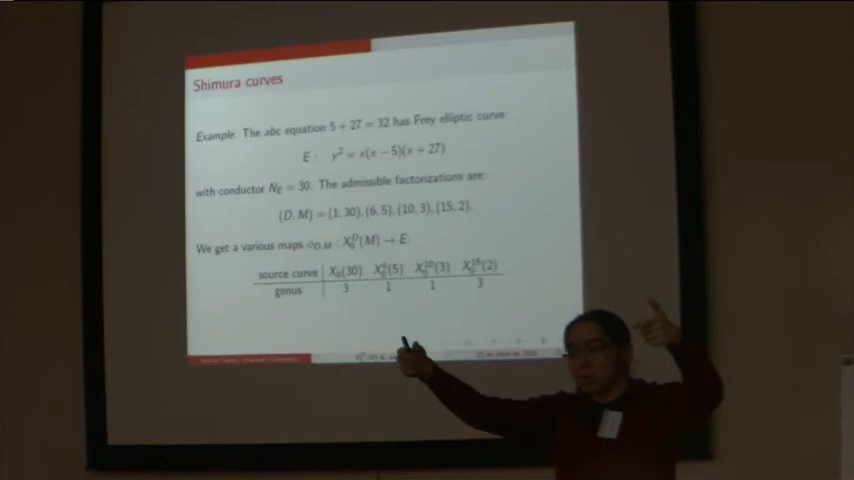 Shimura curves
Example. The abc equation 5 + 27 = 32 has Frey elliptic curve
E : y² = x(x − 5)(x + 27)
with conductor N_E = 30. The admissible factorizations are:
(D, M) = (1, 30), (6, 5), (10, 3), (15, 2).
We get a various maps φ_{D,M} : X_0^D(M) → E:
source curve X_0(30) X_0^6(5) X_0^{10}(3) X_0^{15}(2)
genus 3 1 1 3